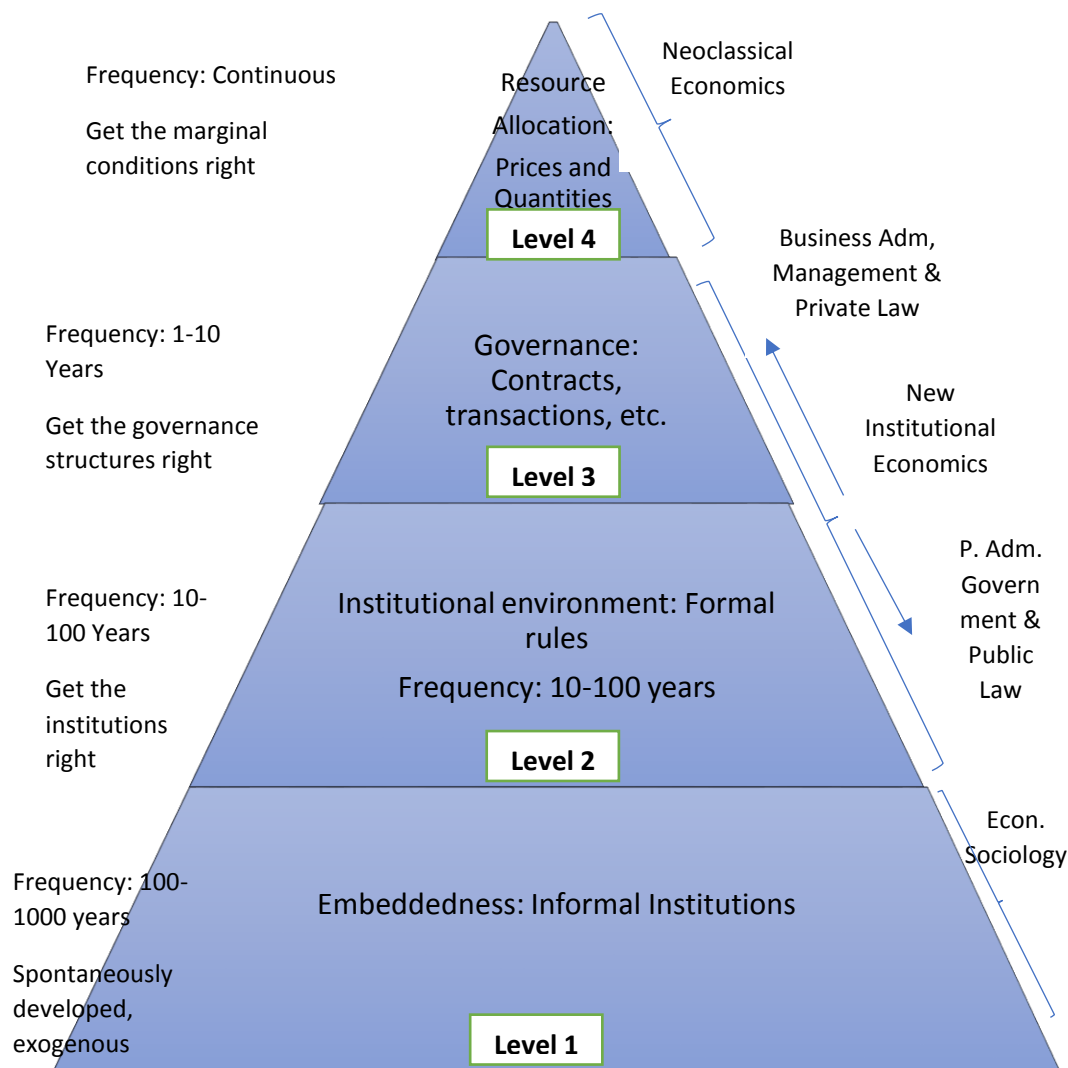 Frequency: Continuous
Get the marginal
conditions right
Resource
Allocation:
Prices and
Quantities
Level 4
Neoclassical
Economics
Frequency: 1-10
Years
Get the governance
structures right
Governance:
Contracts,
transactions, etc.
Level 3
Business Adm,
Management &
Private Law
New
Institutional
Economics
Frequency: 10-
100 Years
Get the
institutions
right
Institutional environment: Formal
rules
Frequency: 10-100 years
Level 2
P. Adm.
Govern
ment &
Public
Law
Frequency: 100-
1000 years
Spontaneously
developed,
exogenous
Embeddedness: Informal Institutions
Level 1
Econ.
Sociology